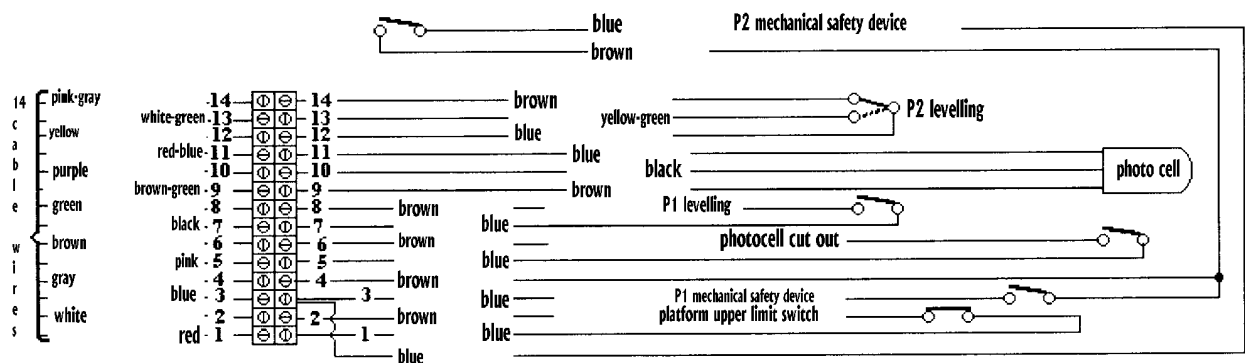 blue P2 mechanical safety device
brown
14 cable wires
pink-gray 14 14 brown
white-green 13 13 yellow-green P2 levelling
yellow 12 12 blue
red-blue 11 11 blue
purple 10 10 black photo cell
brown-green 9 9 brown
green 8 8 brown P1 levelling
black 7 7 blue
brown 6 6 brown photocell cut out
pink 5 5 blue
gray 4 4 brown
blue 3 3 blue P1 mechanical safety device
white 2 2 brown platform upper limit switch
red 1 1 blue
blue